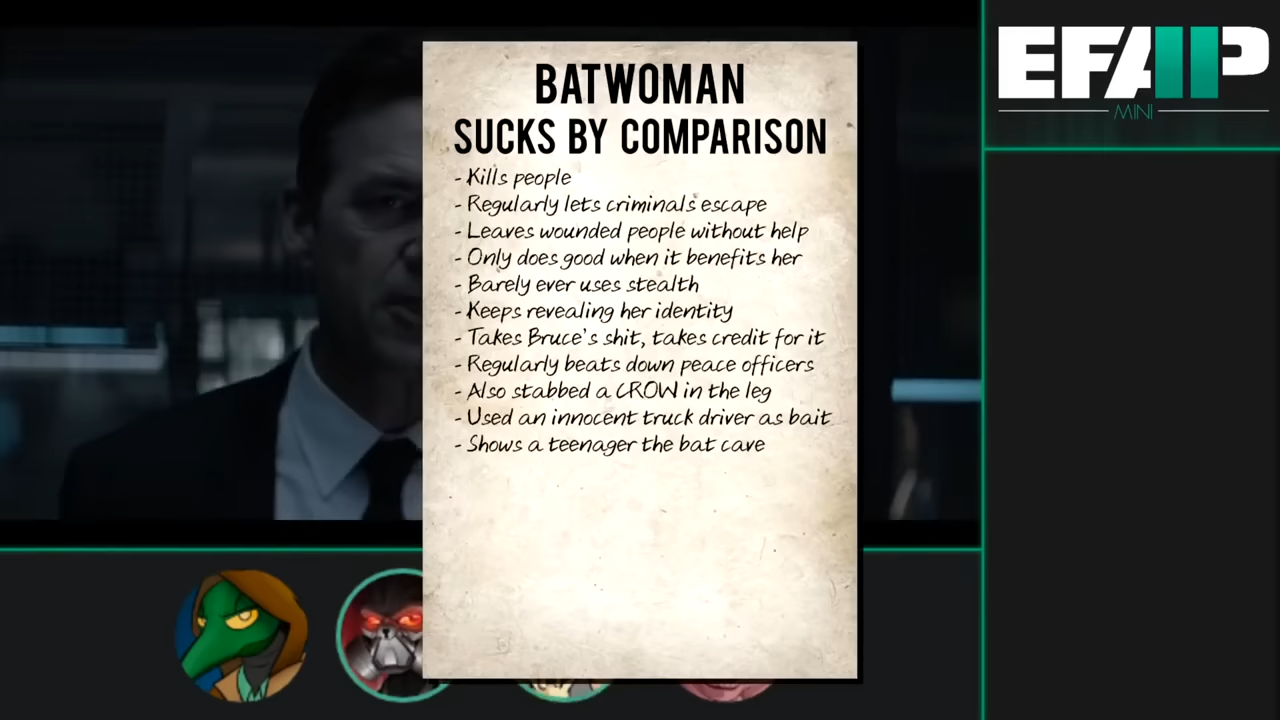 BATWOMAN
SUCKS BY COMPARISON
- Kills people
- Regularly lets criminals escape
- Leaves wounded people without help
- Only does good when it benefits her
- Barely ever uses stealth
- Keeps revealing her identity
- Takes Bruce's shit, takes credit for it
- Regularly beats down peace officers
- Also stabbed a CROW in the leg
- Used an innocent truck driver as bait
- Shows a teenager the bat cave
EFAP
MINI